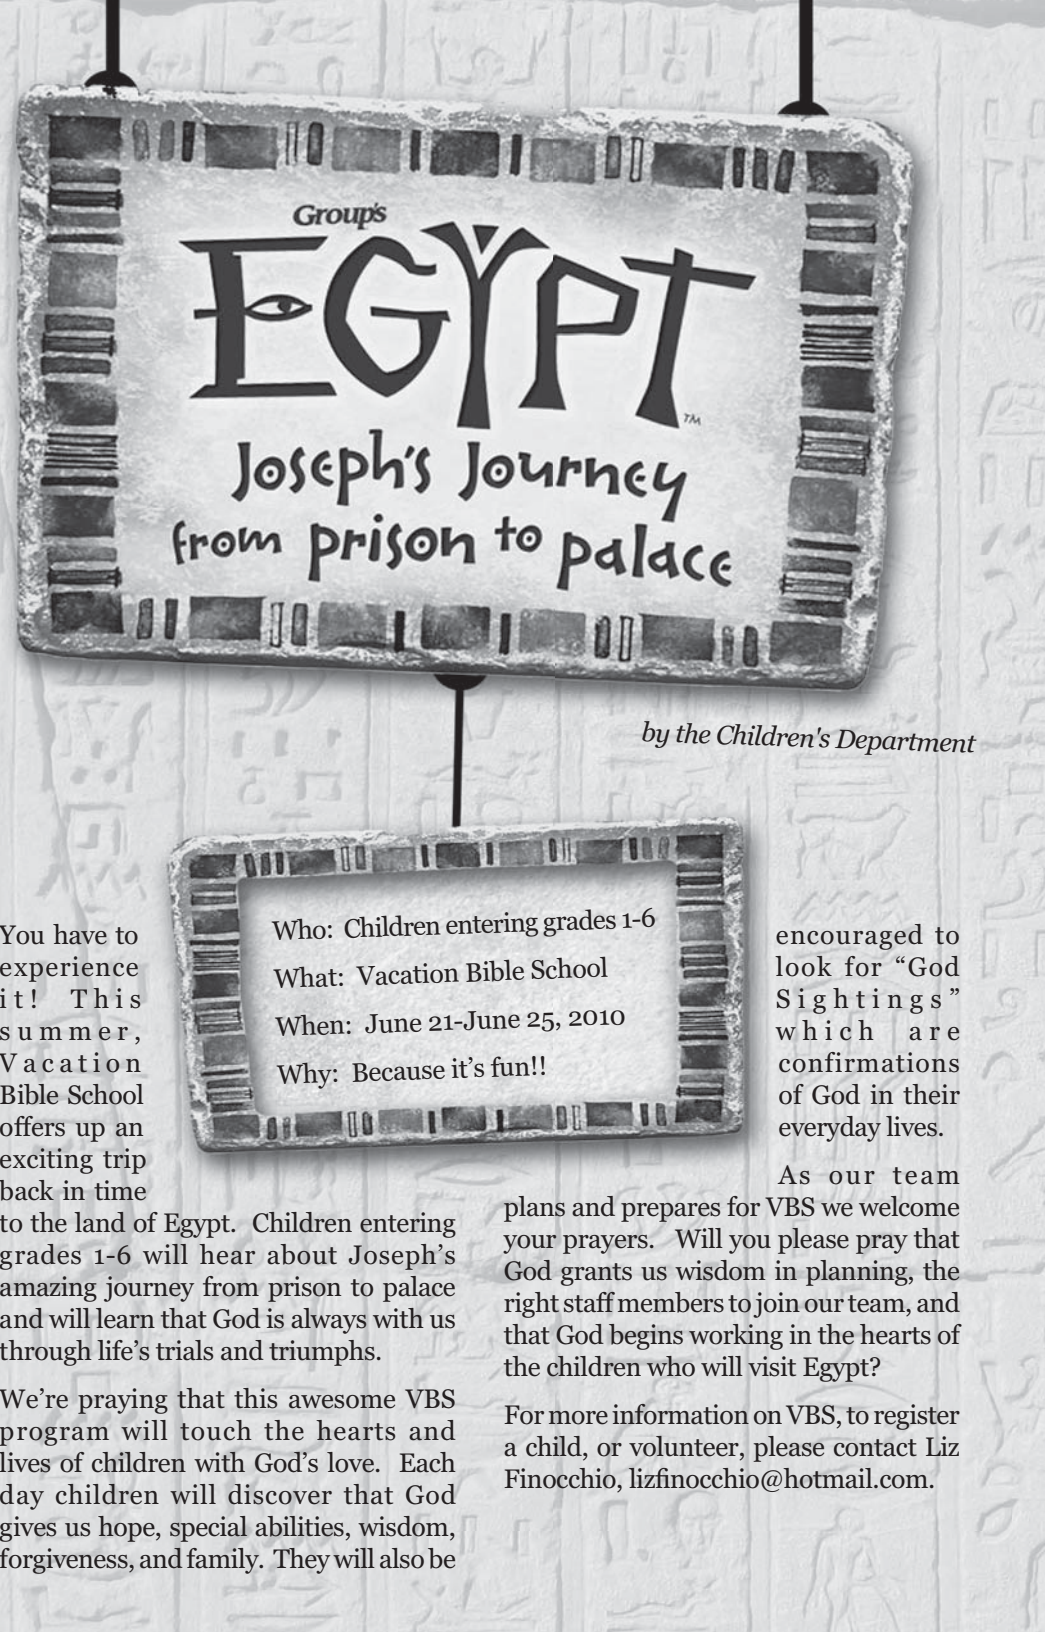 Group's
EGYPT™
Joseph's Journey
from prison to palace
by the Children's Department
Who: Children entering grades 1-6
What: Vacation Bible School
When: June 21-June 25, 2010
Why: Because it's fun!!
You have to
experience
it! This
summer,
Vacation
Bible School
offers up an
exciting trip
back in time
to the land of Egypt. Children entering
grades 1-6 will hear about Joseph's
amazing journey from prison to palace
and will learn that God is always with us
through life's trials and triumphs.
We're praying that this awesome VBS
program will touch the hearts and
lives of children with God's love. Each
day children will discover that God
gives us hope, special abilities, wisdom,
forgiveness, and family. They will also be
encouraged to
look for “God
Sightings”
which are
confirmations
of God in their
everyday lives.
As our team
plans and prepares for VBS we welcome
your prayers. Will you please pray that
God grants us wisdom in planning, the
right staff members to join our team, and
that God begins working in the hearts of
the children who will visit Egypt?
For more information on VBS, to register
a child, or volunteer, please contact Liz
Finocchio, lizfinocchio@hotmail.com.